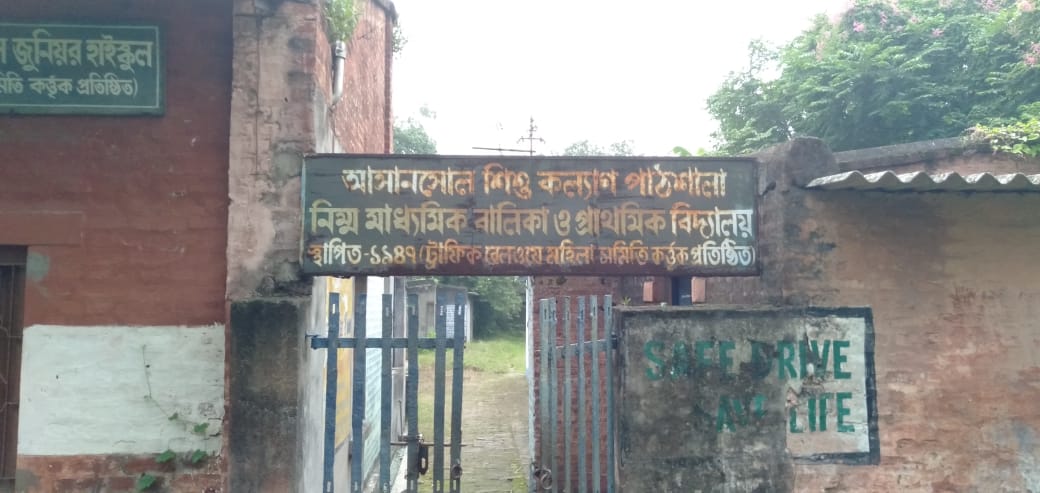 জুনিয়র হাইস্কুল
কর্ত্তৃক প্রতিষ্ঠিত)
আসানসোল শিশু কল্যাণ পাঠশালা
নিম্ন মাধ্যমিক বালিকা ও প্রাথমিক বিদ্যালয়
স্থাপিত - ১৯৪৭ (ট্রাফিক রেলওয়ে মহিলা সমিতি কর্ত্তৃক প্রতিষ্ঠিত)
SAFE DRIVE
SAVE LIFE